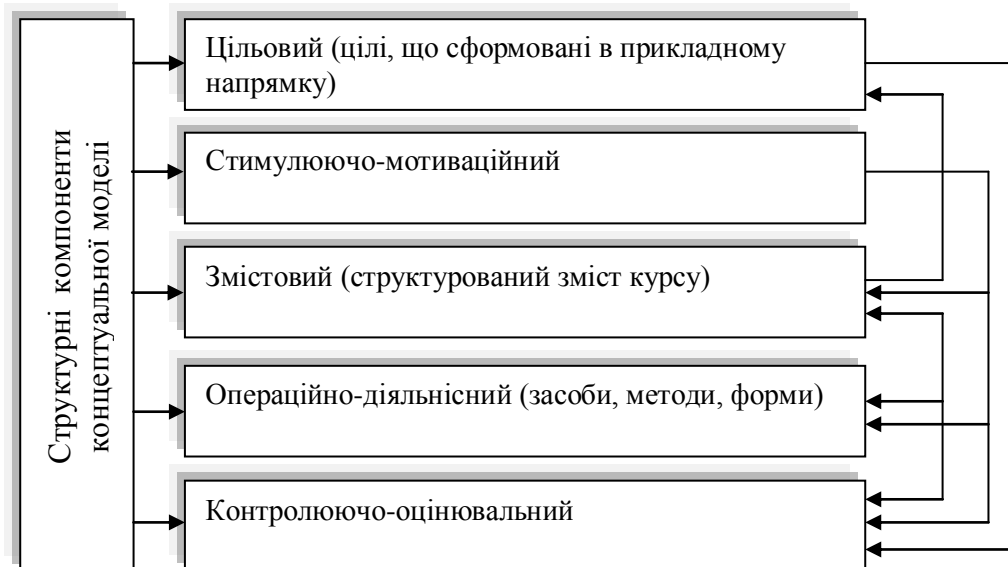 Структурні компоненти
концептуальної моделі
Цільовий (цілі, що сформовані в прикладному
напрямку)
Стимулюючо-мотиваційний
Змістовий (структурований зміст курсу)
Операційно-діяльнісний (засоби, методи, форми)
Контролюючо-оцінювальний